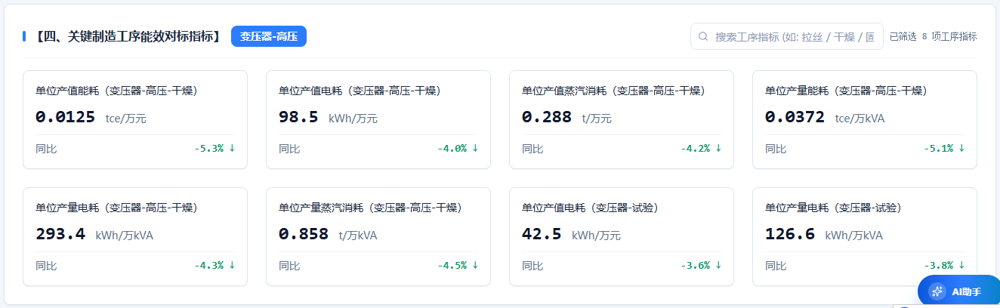 【四、关键制造工序能效对标指标】 变压器-高压 搜索工序指标 (如: 拉丝 / 干燥 / 已筛选 8 项工序指标
单位产值能耗（变压器-高压-干燥） 单位产值电耗（变压器-高压-干燥） 单位产值蒸汽消耗（变压器-高压-干燥） 单位产量能耗（变压器-高压-干燥）
0.0125 tce/万元 98.5 kWh/万元 0.288 t/万元 0.0372 tce/万kVA
同比 -5.3% ↓ 同比 -4.0% ↓ 同比 -4.2% ↓ 同比 -5.1% ↓
单位产量电耗（变压器-高压-干燥） 单位产量蒸汽消耗（变压器-高压-干燥） 单位产值电耗（变压器-试验） 单位产量电耗（变压器-试验）
293.4 kWh/万kVA 0.858 t/万kVA 42.5 kWh/万元 126.6 kWh/万kVA
同比 -4.3% ↓ 同比 -4.5% ↓ 同比 -3.6% ↓ 同比 -3.8% ↓
AI助手